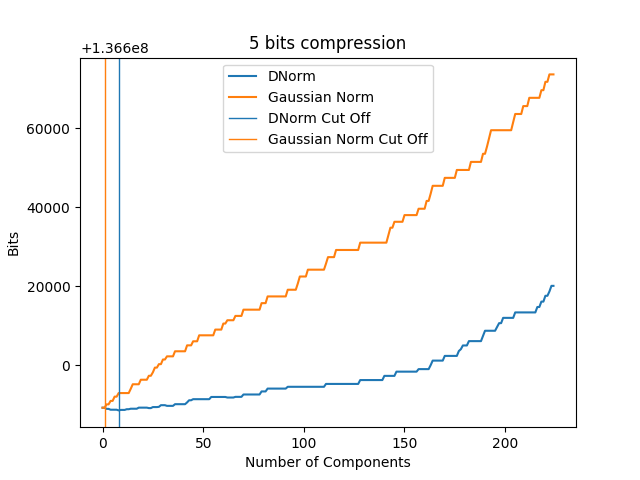 5 bits compression
+1.366e8
DNorm
Gaussian Norm
DNorm Cut Off
Gaussian Norm Cut Off
60000
40000
20000
0
Bits
0 50 100 150 200
Number of Components